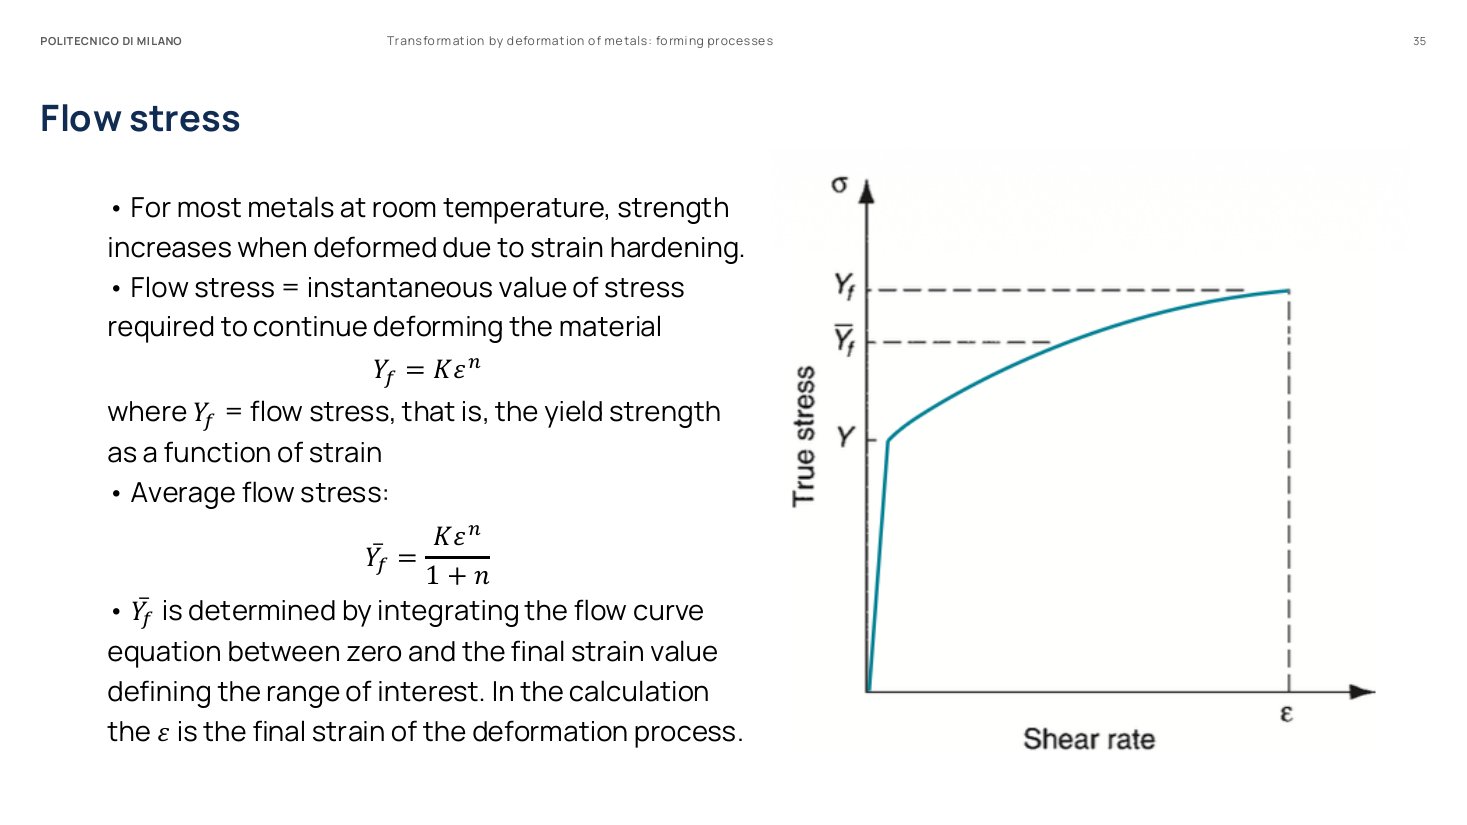 POLITECNICO DI MILANO
Transformation by deformation of metals: forming processes
35
Flow stress
• For most metals at room temperature, strength
increases when deformed due to strain hardening.
• Flow stress = instantaneous value of stress
required to continue deforming the material
Y_f = Kε^n
where Y_f = flow stress, that is, the yield strength
as a function of strain
• Average flow stress:
Ȳ_f = Kε^n / (1 + n)
• Ȳ_f is determined by integrating the flow curve
equation between zero and the final strain value
defining the range of interest. In the calculation
the ε is the final strain of the deformation process.
σ
Y_f
Ȳ_f
Y
True stress
ε
Shear rate